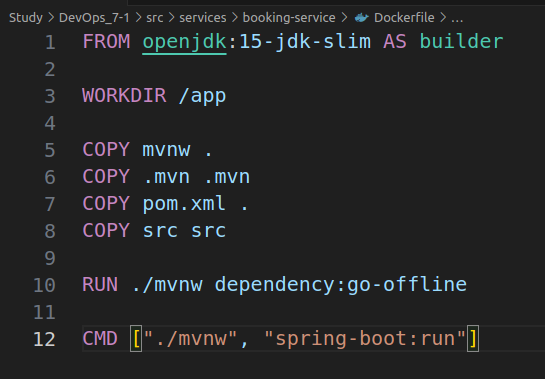 Study > DevOps_7-1 > src > services > booking-service > Dockerfile > ...
1 FROM openjdk:15-jdk-slim AS builder
2
3 WORKDIR /app
4
5 COPY mvnw .
6 COPY .mvn .mvn
7 COPY pom.xml .
8 COPY src src
9
10 RUN ./mvnw dependency:go-offline
11
12 CMD ["./mvnw", "spring-boot:run"]